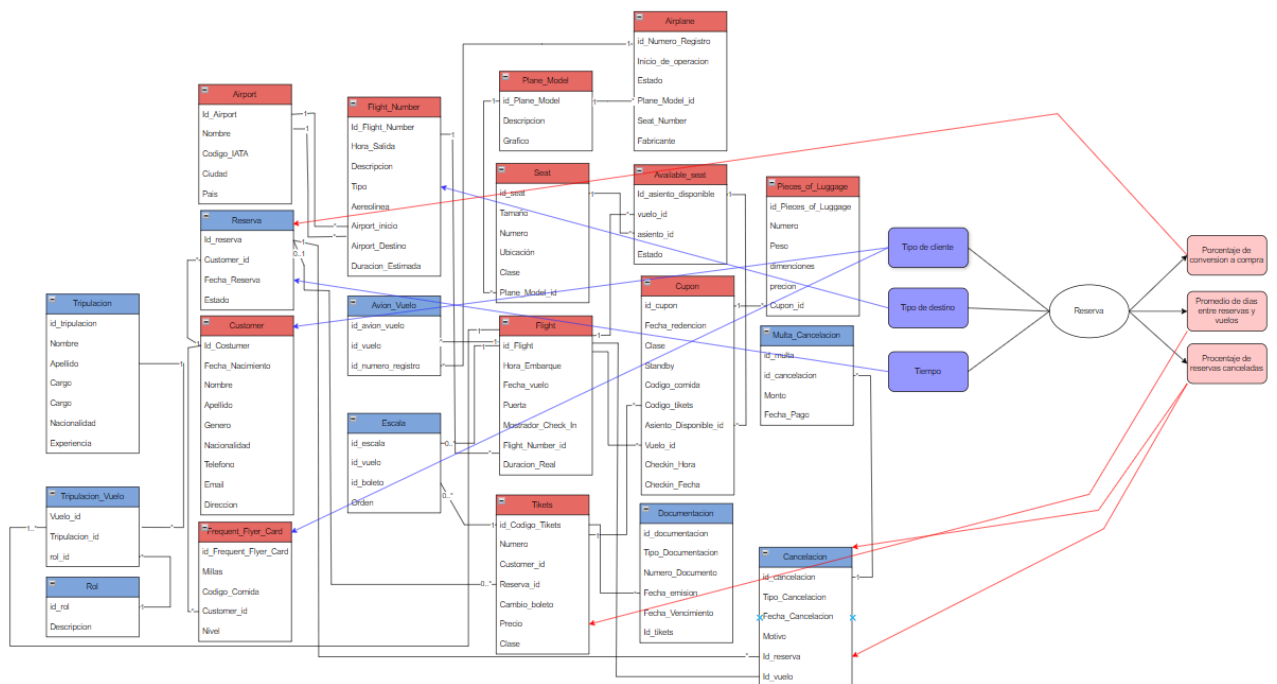 Airplane
id_Numero_Registro
Inicio_de_operacion
Estado
Plane_Model_id
Seat_Number
Fabricante
Plane_Model
id_Plane_Model
Descripcion
Grafico
Airport
Id_Airport
Nombre
Codigo_IATA
Ciudad
Pais
Flight_Number
Id_Flight_Number
Hora_Salida
Descripcion
Tipo
Aereolinea
Airport_inicio
Airport_Destino
Duracion_Estimada
Seat
id_seat
Tamaño
Numero
Ubicación
Clase
Plane_Model_id
Available_seat
Id_asiento_disponible
vuelo_id
asiento_id
Estado
Pieces_of_Luggage
id_Pieces_of_Luggage
Numero
Peso
dimenciones
precion
Cupon_id
Reserva
Id_reserva
Customer_id
Fecha_Reserva
Estado
Tripulacion
id_tripulacion
Nombre
Apellido
Cargo
Cargo
Nacionalidad
Experiencia
Customer
Id_Costumer
Fecha_Nacimiento
Nombre
Apellido
Genero
Nacionalidad
Telefono
Email
Direccion
Avion_Vuelo
id_avion_vuelo
id_vuelo
id_numero_registro
Flight
id_Flight
Hora_Embarque
Fecha_vuelo
Puerta
Mostrador_Check_In
Flight_Number_id
Duracion_Real
Cupon
id_cupon
Fecha_redencion
Clase
Standby
Codigo_comida
Codigo_tikets
Asiento_Disponible_id
Vuelo_id
Checkin_Hora
Checkin_Fecha
Multa_Cancelacion
id_multa
id_cancelacion
Monto
Fecha_Pago
Escala
id_escala
id_vuelo
id_boleto
Orden
Tripulacion_Vuelo
Vuelo_id
Tripulacion_id
rol_id
Rol
id_rol
Descripcion
Frequent_Flyer_Card
id_Frequent_Flyer_Card
Millas
Codigo_Comida
Customer_id
Nivel
Tikets
id_Codigo_Tikets
Numero
Customer_id
Reserva_id
Cambio_boleto
Precio
Clase
Documentacion
id_documentacion
Tipo_Documentacion
Numero_Documento
Fecha_emision
Fecha_Vencimiento
Id_tikets
Cancelacion
id_cancelacion
Tipo_Cancelacion
Fecha_Cancelacion
Motivo
Id_reserva
Id_vuelo
Tipo de cliente
Tipo de destino
Tiempo
Reserva
Porcentaje de
conversion a compra
Promedio de dias
entre reservas y
vuelos
Procentaje de
reservas canceladas